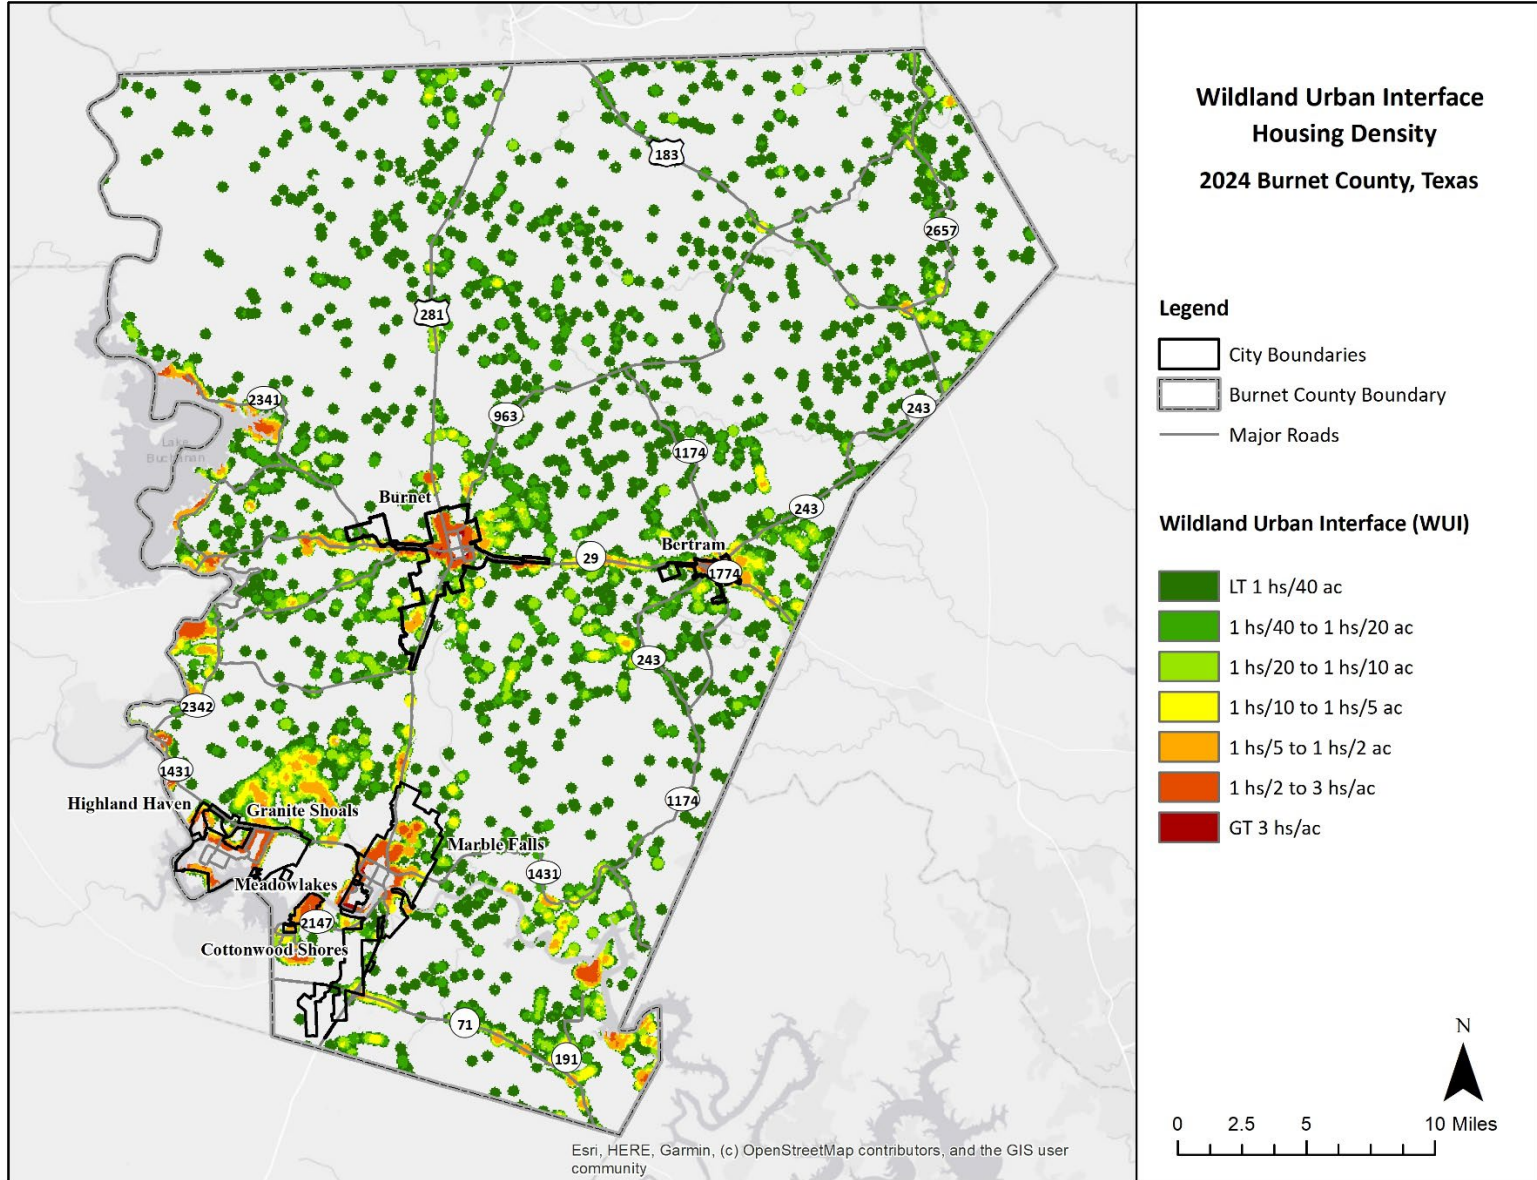 Wildland Urban Interface
Housing Density
2024 Burnet County, Texas
Legend
City Boundaries
Burnet County Boundary
Major Roads
Wildland Urban Interface (WUI)
LT 1 hs/40 ac
1 hs/40 to 1 hs/20 ac
1 hs/20 to 1 hs/10 ac
1 hs/10 to 1 hs/5 ac
1 hs/5 to 1 hs/2 ac
1 hs/2 to 3 hs/ac
GT 3 hs/ac
N
0 2.5 5 10 Miles
183
2657
281
2341
963
243
Lake
Buchanan
1174
Burnet
243
29
Bertram
1774
243
2342
1431
1174
Highland Haven
Granite Shoals
Marble Falls
1431
Meadowlakes
2147
Cottonwood Shores
71
191
Esri, HERE, Garmin, (c) OpenStreetMap contributors, and the GIS user
community